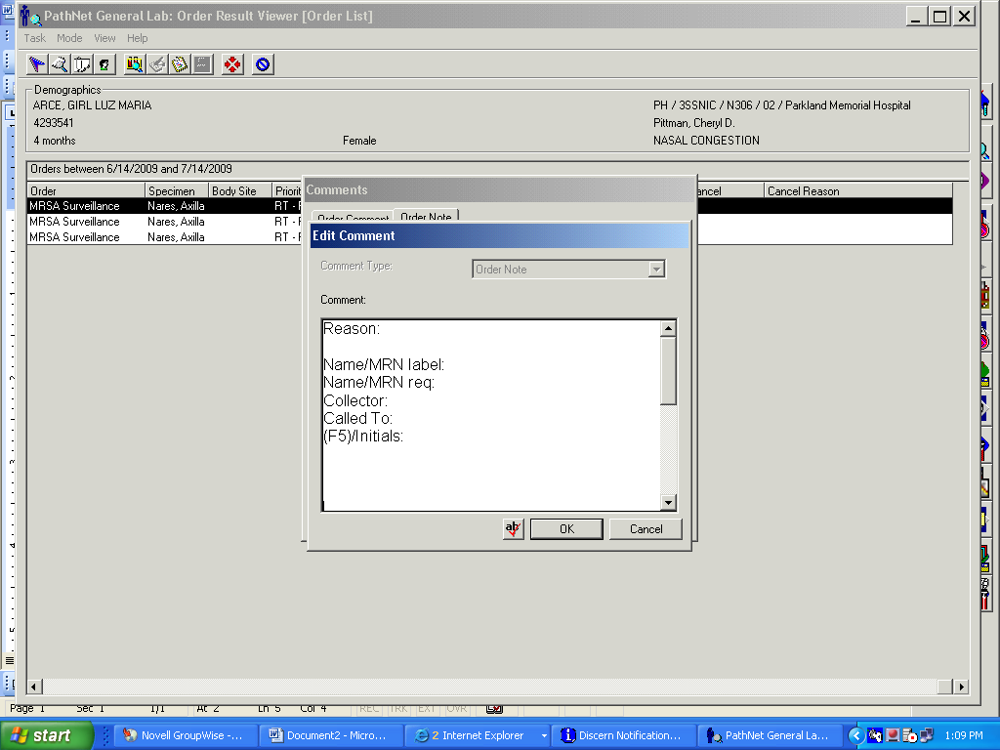 PathNet General Lab: Order Result Viewer [Order List]
Task Mode View Help
Demographics
ARCE, GIRL LUZ MARIA
PH / 3SSNIC / N306 / 02 / Parkland Memorial Hospital
4293541
Pittman, Cheryl D.
4 months
Female
NASAL CONGESTION
Orders between 6/14/2009 and 7/14/2009
Order Specimen Body Site Priorit ancel Cancel Reason
MRSA Surveillance Nares, Axilla RT - R
MRSA Surveillance Nares, Axilla RT - R
MRSA Surveillance Nares, Axilla RT - R
Comments
Order Comment Order Note
Edit Comment
Comment Type: Order Note
Comment:
Reason:
Name/MRN label:
Name/MRN req:
Collector:
Called To:
(F5)/Initials:
OK Cancel
Page 1 Sec 1 1/1 At 2 Ln 5 Col 4 REC TRK EXT OVR
start Novell GroupWise -... Document2 - Micro... 2 Internet Explorer Discern Notification... PathNet General La... 1:09 PM